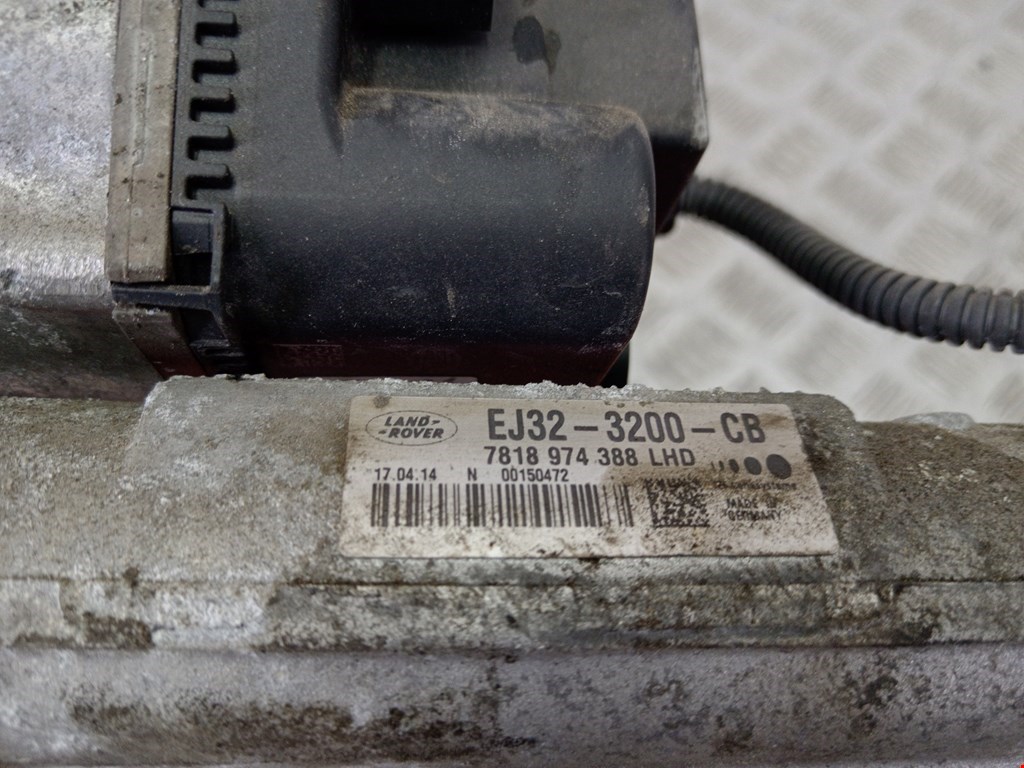 LAND-
-ROVER
EJ32-3200-CB
7818 974 388 LHD
17.04.14 N 00150472
MADE IN
GERMANY